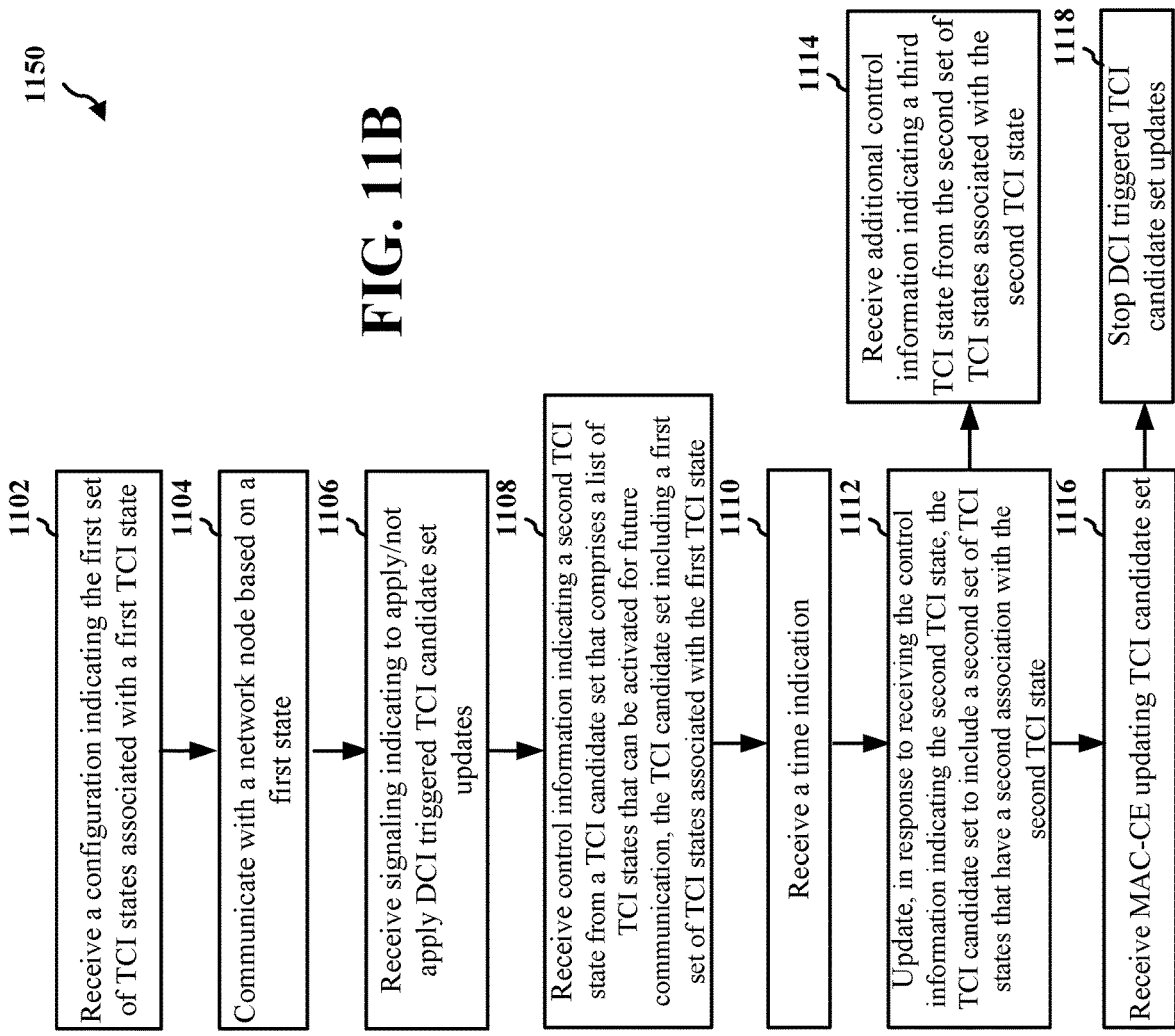 1150
FIG. 11B
1102
Receive a configuration indicating the first set
of TCI states associated with a first TCI state
1104
Communicate with a network node based on a
first state
1106
Receive signaling indicating to apply/not
apply DCI triggered TCI candidate set
updates
1108
Receive control information indicating a second TCI
state from a TCI candidate set that comprises a list of
TCI states that can be activated for future
communication, the TCI candidate set including a first
set of TCI states associated with the first TCI state
1110
Receive a time indication
1112
Update, in response to receiving the control
information indicating the second TCI state, the
TCI candidate set to include a second set of TCI
states that have a second association with the
second TCI state
1114
Receive additional control
information indicating a third
TCI state from the second set of
TCI states associated with the
second TCI state
1116
Receive MAC-CE updating TCI candidate set
1118
Stop DCI triggered TCI
candidate set updates